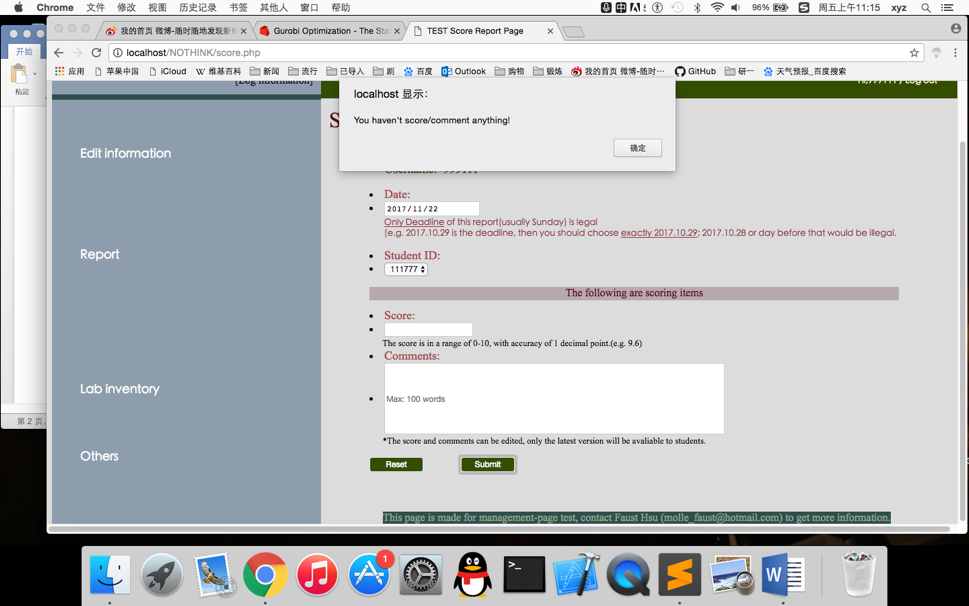 Chrome 文件 修改 视图 历史记录 书签 其他人 窗口 帮助
96% 周五上午11:15 xyz
我的首页 微博-随时随地发现新
Gurobi Optimization - The Sta
TEST Score Report Page
localhost/NOTHINK/score.php
应用 苹果中国 iCloud 维基百科 新闻 流行 已导入 剧 百度 Outlook 购物 锻炼 我的首页 微博-随时… GitHub 研一 天气预报_百度搜索
开始
粘贴
第 2 页
[Log information]
localhost 显示：
You haven't score/comment anything!
确定
Edit information
Report
Lab inventory
Others
Username: 999111
Date:
2017/11/22
Only Deadline of this report(usually Sunday) is legal
(e.g. 2017.10.29 is the deadline, then you should choose exactly 2017.10.29; 2017.10.28 or day before that would be illegal.
Student ID:
111777
The following are scoring items
Score:
The score is in a range of 0-10, with accuracy of 1 decimal point.(e.g. 9.6)
Comments:
Max: 100 words
*The score and comments can be edited, only the latest version will be avaliable to students.
Reset
Submit
This page is made for management-page test, contact Faust Hsu (molle_faust@hotmail.com) to get more information.
1